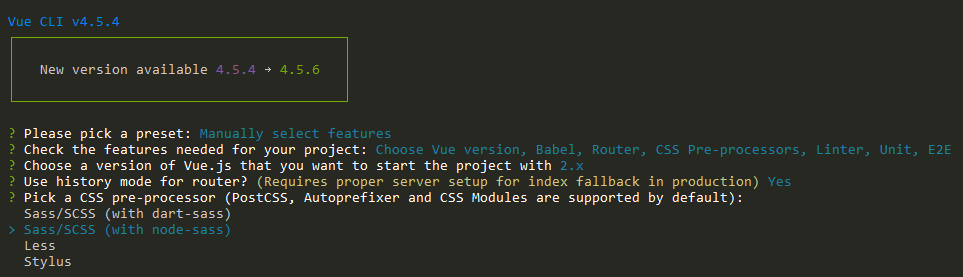 Vue CLI v4.5.4
New version available 4.5.4 → 4.5.6
? Please pick a preset: Manually select features
? Check the features needed for your project: Choose Vue version, Babel, Router, CSS Pre-processors, Linter, Unit, E2E
? Choose a version of Vue.js that you want to start the project with 2.x
? Use history mode for router? (Requires proper server setup for index fallback in production) Yes
? Pick a CSS pre-processor (PostCSS, Autoprefixer and CSS Modules are supported by default):
Sass/SCSS (with dart-sass)
> Sass/SCSS (with node-sass)
Less
Stylus